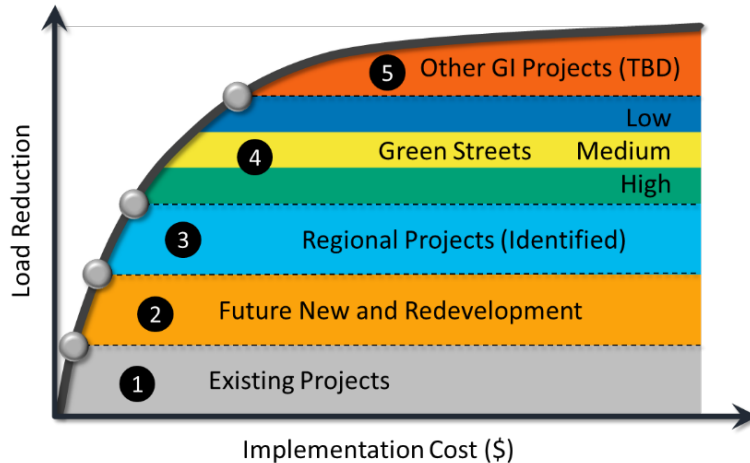 5 Other GI Projects (TBD)
Low
4 Green Streets Medium
High
3 Regional Projects (Identified)
2 Future New and Redevelopment
1 Existing Projects
Load Reduction
Implementation Cost ($)